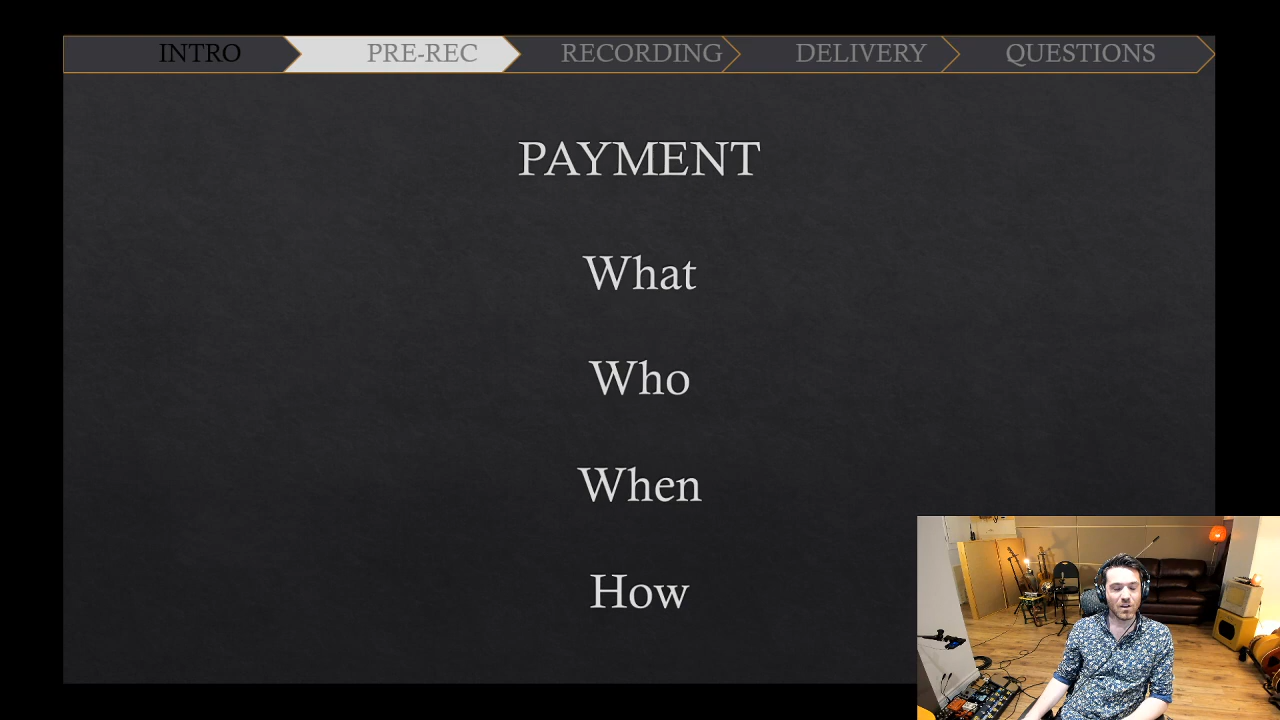 INTRO PRE-REC RECORDING DELIVERY QUESTIONS
PAYMENT
What
Who
When
How